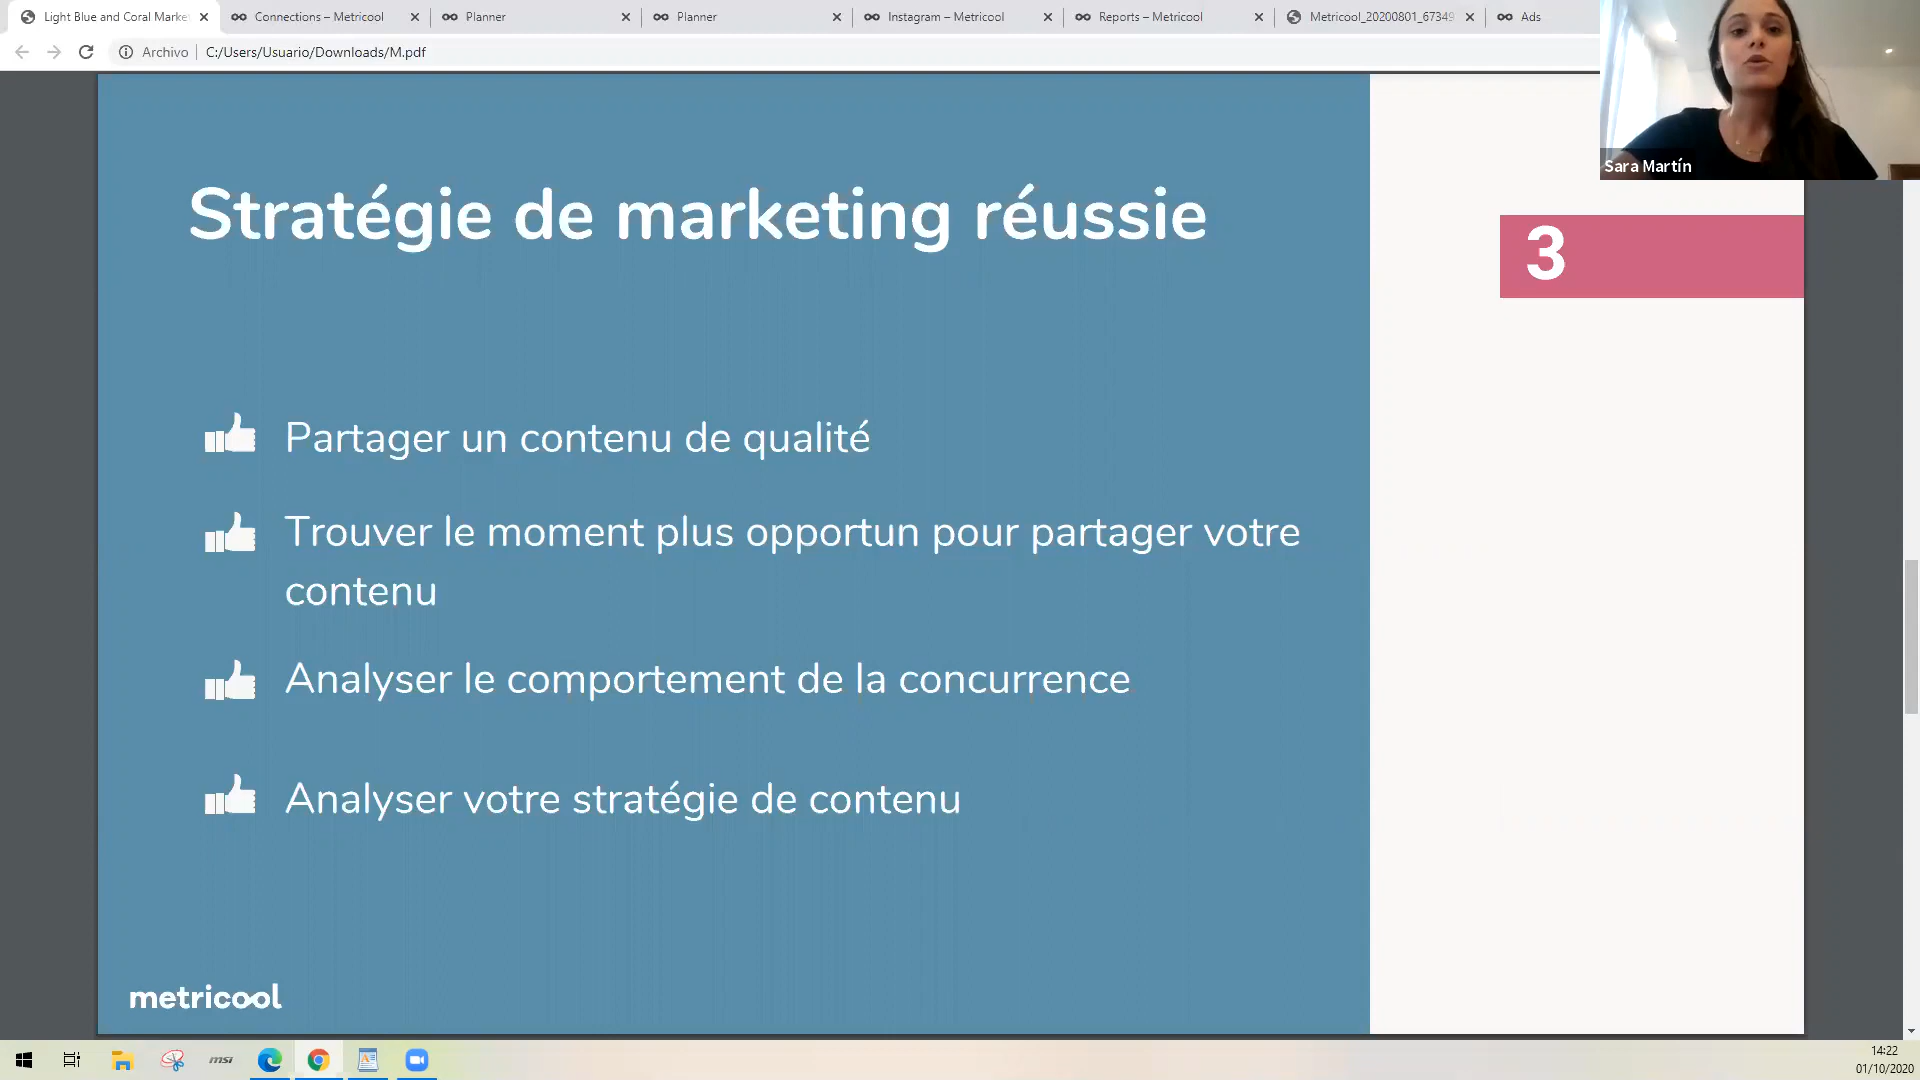 Light Blue and Coral Marke
Connections – Metricool
Planner
Planner
Instagram – Metricool
Reports – Metricool
Metricool_20200801_67349
Ads
Archivo
C:/Users/Usuario/Downloads/M.pdf
Sara Martín
Stratégie de marketing réussie
3
Partager un contenu de qualité
Trouver le moment plus opportun pour partager votre
contenu
Analyser le comportement de la concurrence
Analyser votre stratégie de contenu
metricool
msi
14:22
01/10/2020